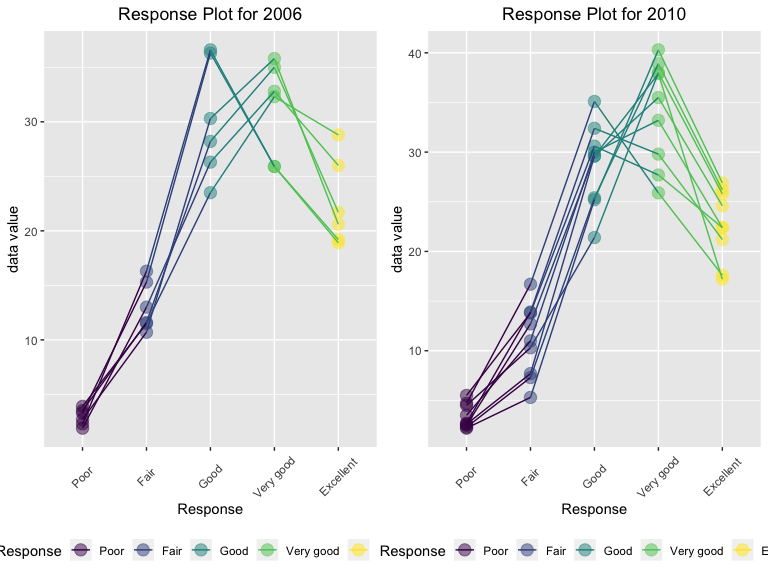 Response Plot for 2006
data value
30
20
10
Poor
Fair
Good
Very good
Excellent
Response
Response Poor Fair Good Very good
Response Plot for 2010
data value
40
30
20
10
Poor
Fair
Good
Very good
Excellent
Response
Response Poor Fair Good Very good E